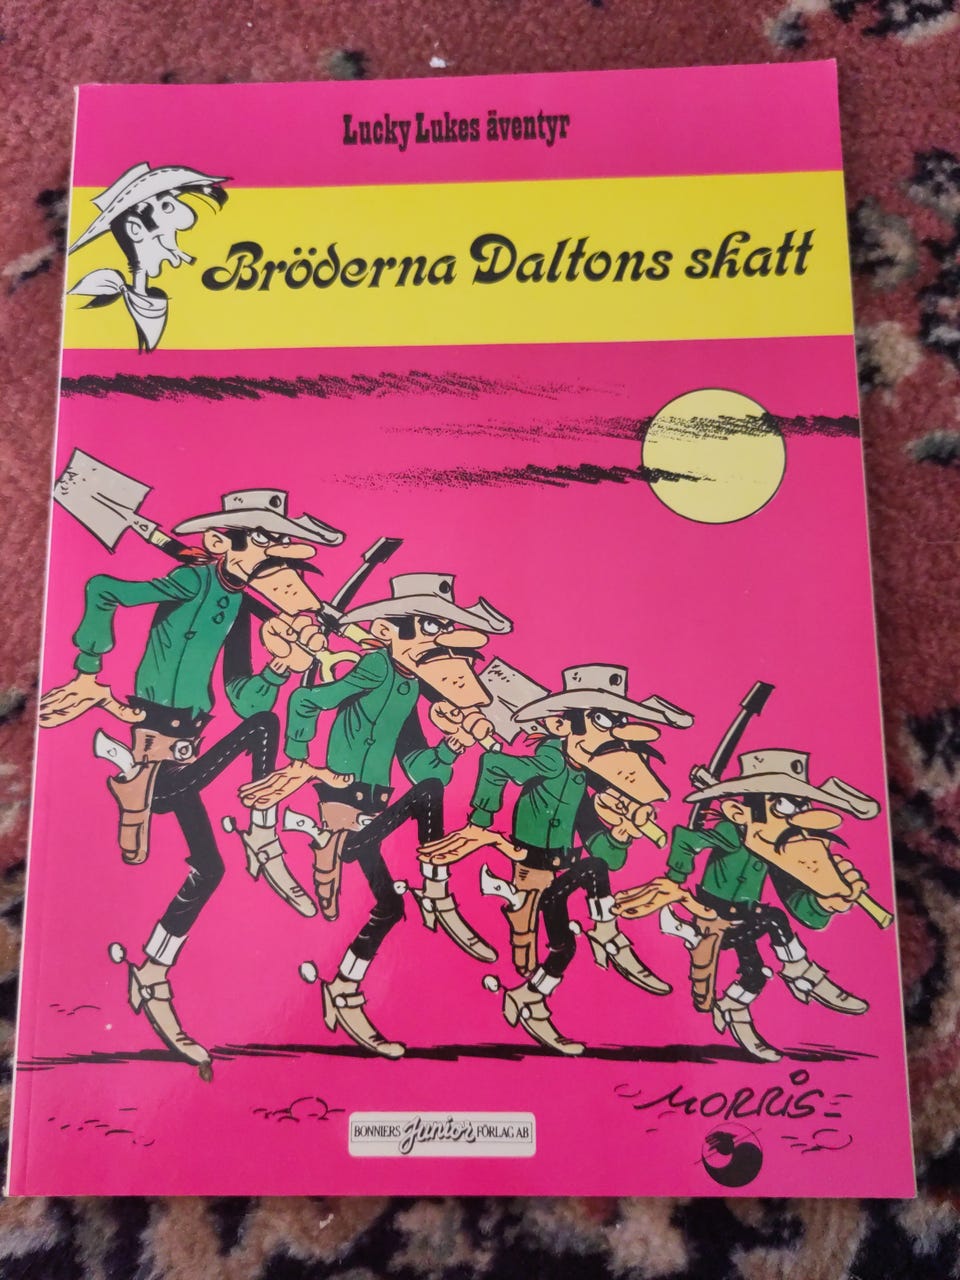 Lucky Lukes äventyr
Bröderna Daltons skatt
MORRIS
BONNIERS Junior FÖRLAG AB